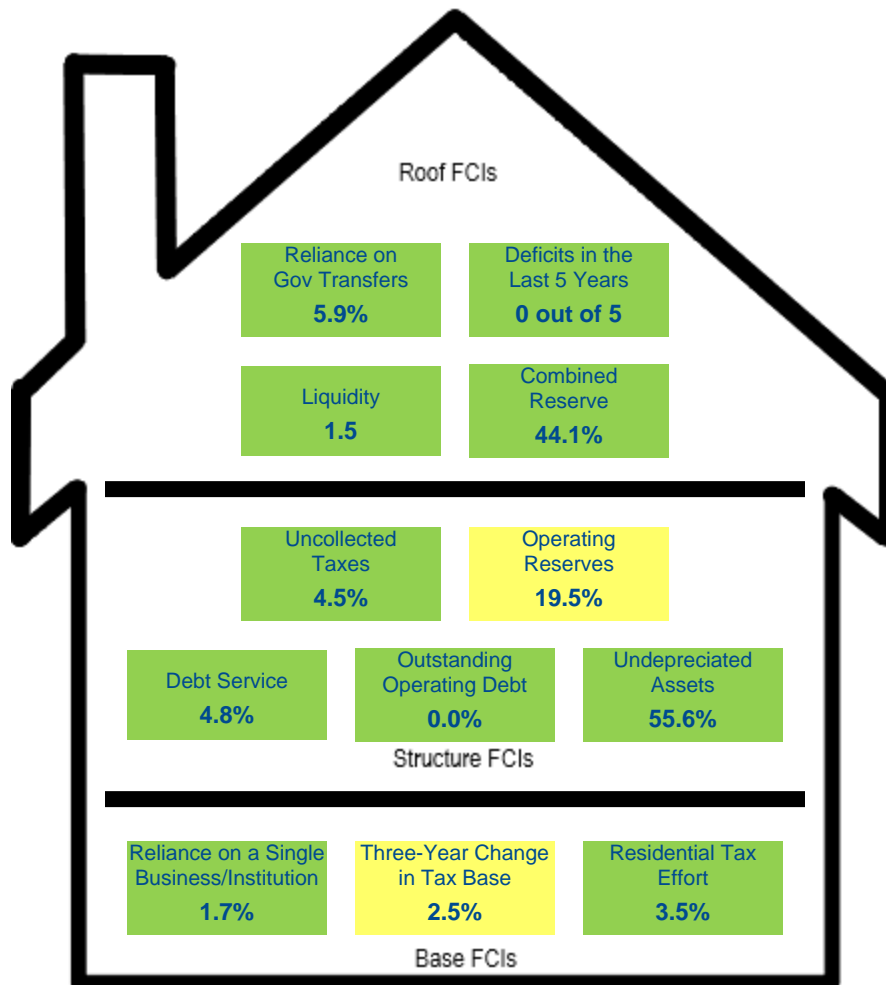 Roof FCIs
Reliance on
Gov Transfers
5.9%
Deficits in the
Last 5 Years
0 out of 5
Liquidity
1.5
Combined
Reserve
44.1%
Uncollected
Taxes
4.5%
Operating
Reserves
19.5%
Debt Service
4.8%
Outstanding
Operating Debt
0.0%
Undepreciated
Assets
55.6%
Structure FCIs
Reliance on a Single
Business/Institution
1.7%
Three-Year Change
in Tax Base
2.5%
Residential Tax
Effort
3.5%
Base FCIs